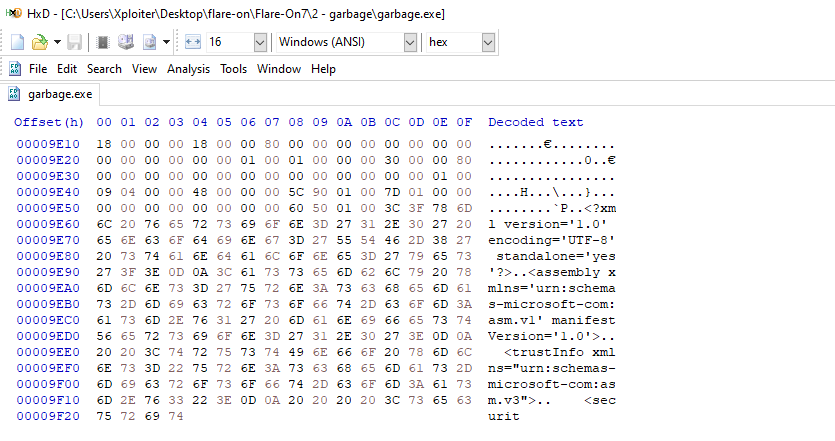 HxD - [C:\Users\Xploiter\Desktop\flare-on\Flare-On7\2 - garbage\garbage.exe]
16 Windows (ANSI) hex
File Edit Search View Analysis Tools Window Help
garbage.exe
Offset(h) 00 01 02 03 04 05 06 07 08 09 0A 0B 0C 0D 0E 0F Decoded text
00009E10 18 00 00 00 18 00 00 80 00 00 00 00 00 00 00 00 .......€........
00009E20 00 00 00 00 00 00 01 00 01 00 00 00 30 00 00 80 ............0..€
00009E30 00 00 00 00 00 00 00 00 00 00 00 00 00 00 01 00 ................
00009E40 09 04 00 00 48 00 00 00 5C 90 01 00 7D 01 00 00 ....H...\...}...
00009E50 00 00 00 00 00 00 00 00 60 50 01 00 3C 3F 78 6D ........`P..<?xm
00009E60 6C 20 76 65 72 73 69 6F 6E 3D 27 31 2E 30 27 20 l version='1.0'
00009E70 65 6E 63 6F 64 69 6E 67 3D 27 55 54 46 2D 38 27 encoding='UTF-8'
00009E80 20 73 74 61 6E 64 61 6C 6F 6E 65 3D 27 79 65 73 standalone='yes
00009E90 27 3F 3E 0D 0A 3C 61 73 73 65 6D 62 6C 79 20 78 '?>..<assembly x
00009EA0 6D 6C 6E 73 3D 27 75 72 6E 3A 73 63 68 65 6D 61 mlns='urn:schema
00009EB0 73 2D 6D 69 63 72 6F 73 6F 66 74 2D 63 6F 6D 3A s-microsoft-com:
00009EC0 61 73 6D 2E 76 31 27 20 6D 61 6E 69 66 65 73 74 asm.v1' manifest
00009ED0 56 65 72 73 69 6F 6E 3D 27 31 2E 30 27 3E 0D 0A Version='1.0'>..
00009EE0 20 20 3C 74 72 75 73 74 49 6E 66 6F 20 78 6D 6C <trustInfo xml
00009EF0 6E 73 3D 22 75 72 6E 3A 73 63 68 65 6D 61 73 2D ns="urn:schemas-
00009F00 6D 69 63 72 6F 73 6F 66 74 2D 63 6F 6D 3A 61 73 microsoft-com:as
00009F10 6D 2E 76 33 22 3E 0D 0A 20 20 20 20 3C 73 65 63 m.v3">.. <sec
00009F20 75 72 69 74 urit